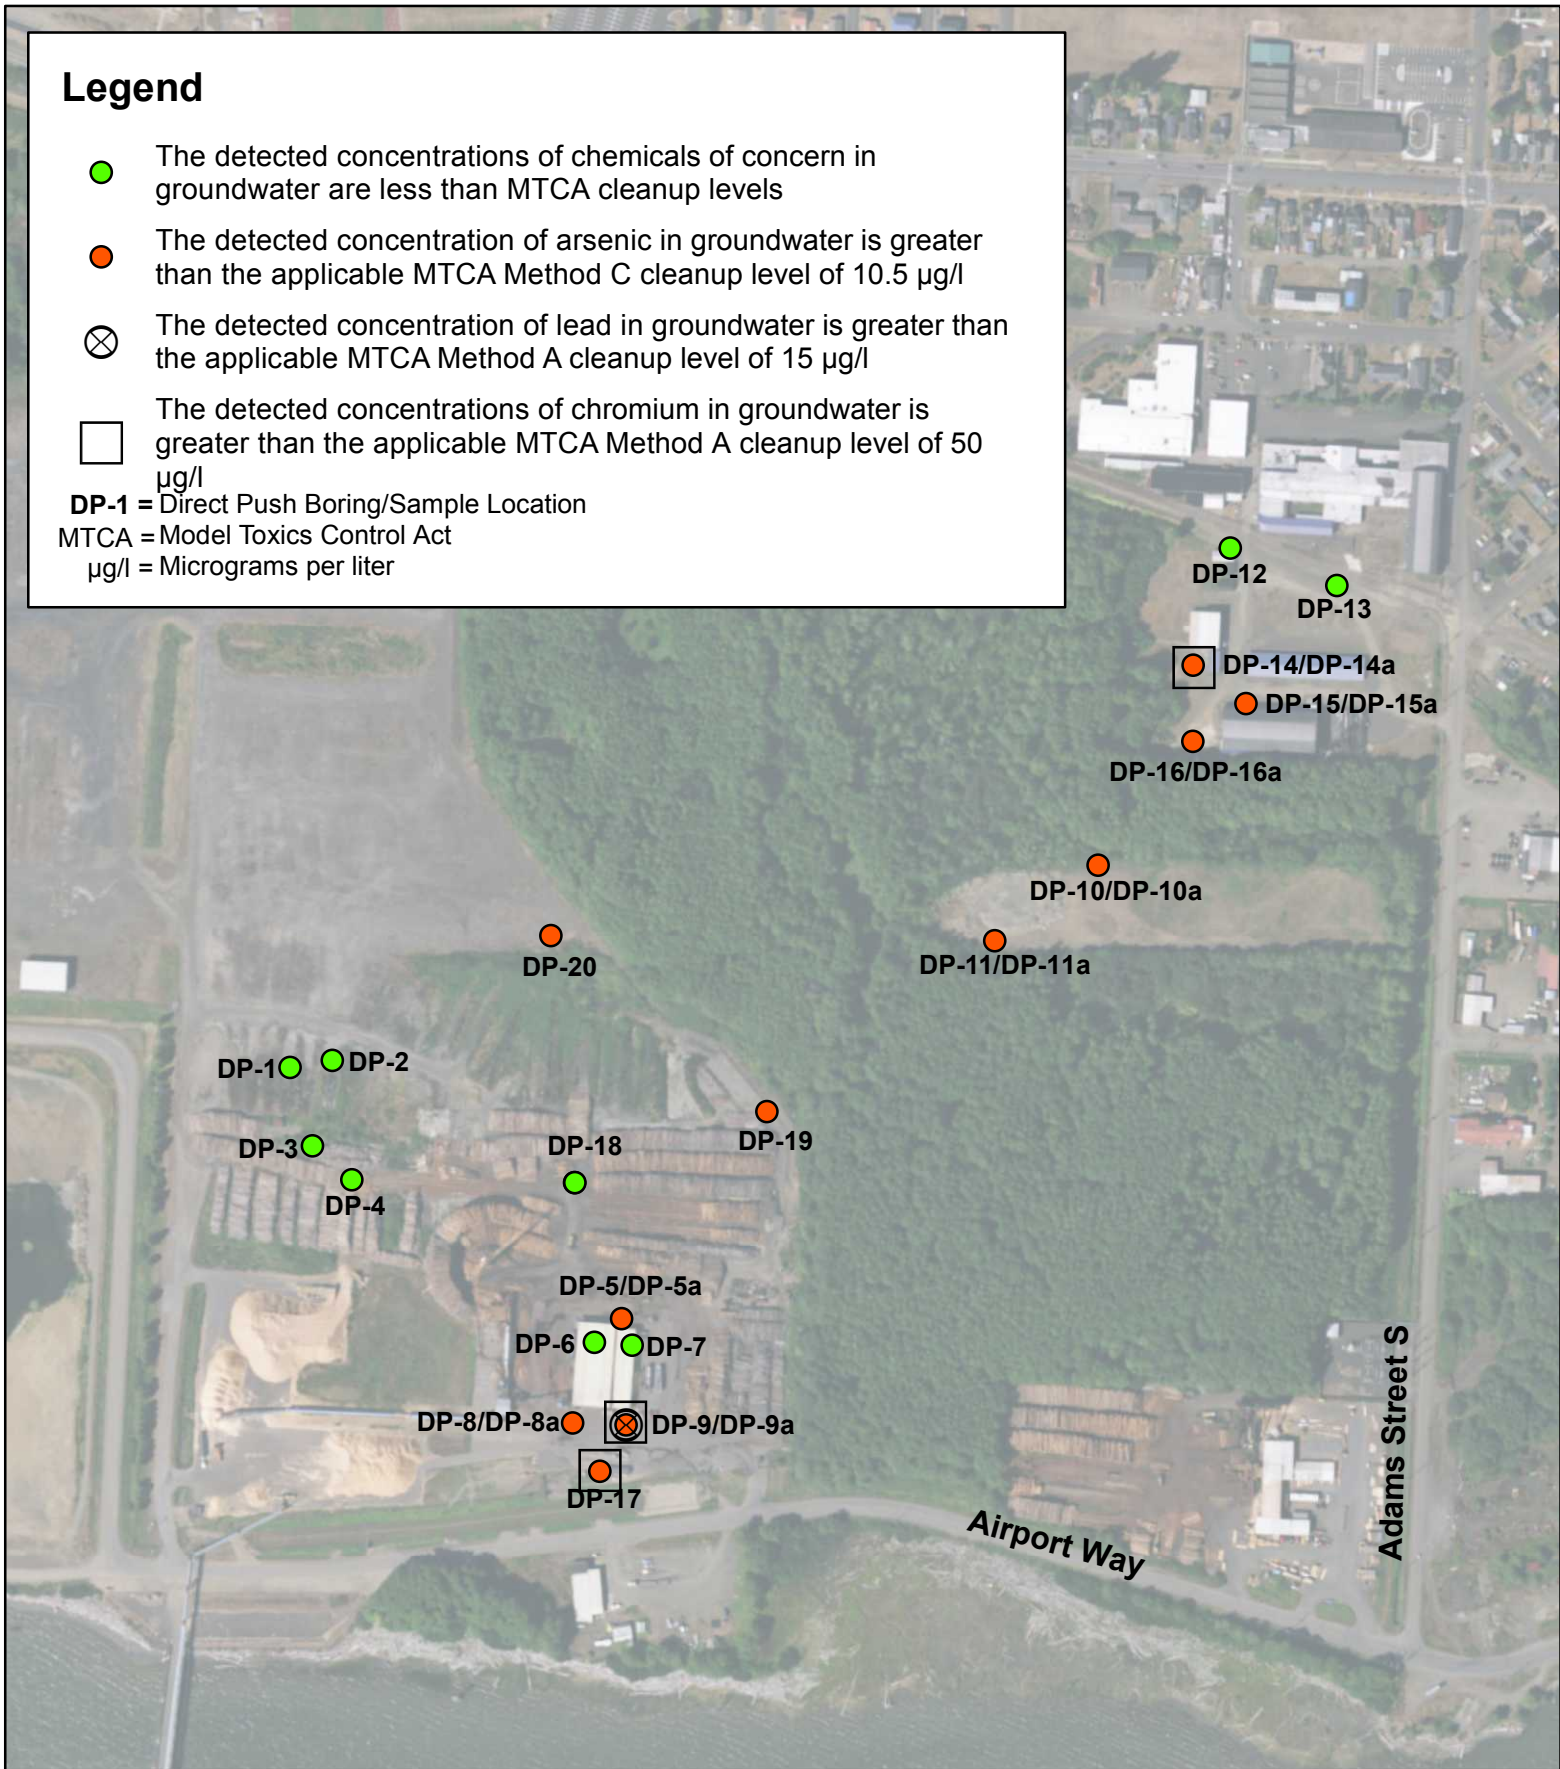 Legend
The detected concentrations of chemicals of concern in
groundwater are less than MTCA cleanup levels
The detected concentration of arsenic in groundwater is greater
than the applicable MTCA Method C cleanup level of 10.5 µg/l
The detected concentration of lead in groundwater is greater than
the applicable MTCA Method A cleanup level of 15 µg/l
The detected concentrations of chromium in groundwater is
greater than the applicable MTCA Method A cleanup level of 50
µg/l
DP-1 = Direct Push Boring/Sample Location
MTCA = Model Toxics Control Act
µg/l = Micrograms per liter
DP-12
DP-13
DP-14/DP-14a
DP-15/DP-15a
DP-16/DP-16a
DP-10/DP-10a
DP-11/DP-11a
DP-20
DP-1
DP-2
DP-19
DP-3
DP-18
DP-4
DP-5/DP-5a
DP-6
DP-7
DP-8/DP-8a
DP-9/DP-9a
DP-17
Airport Way
Adams Street S